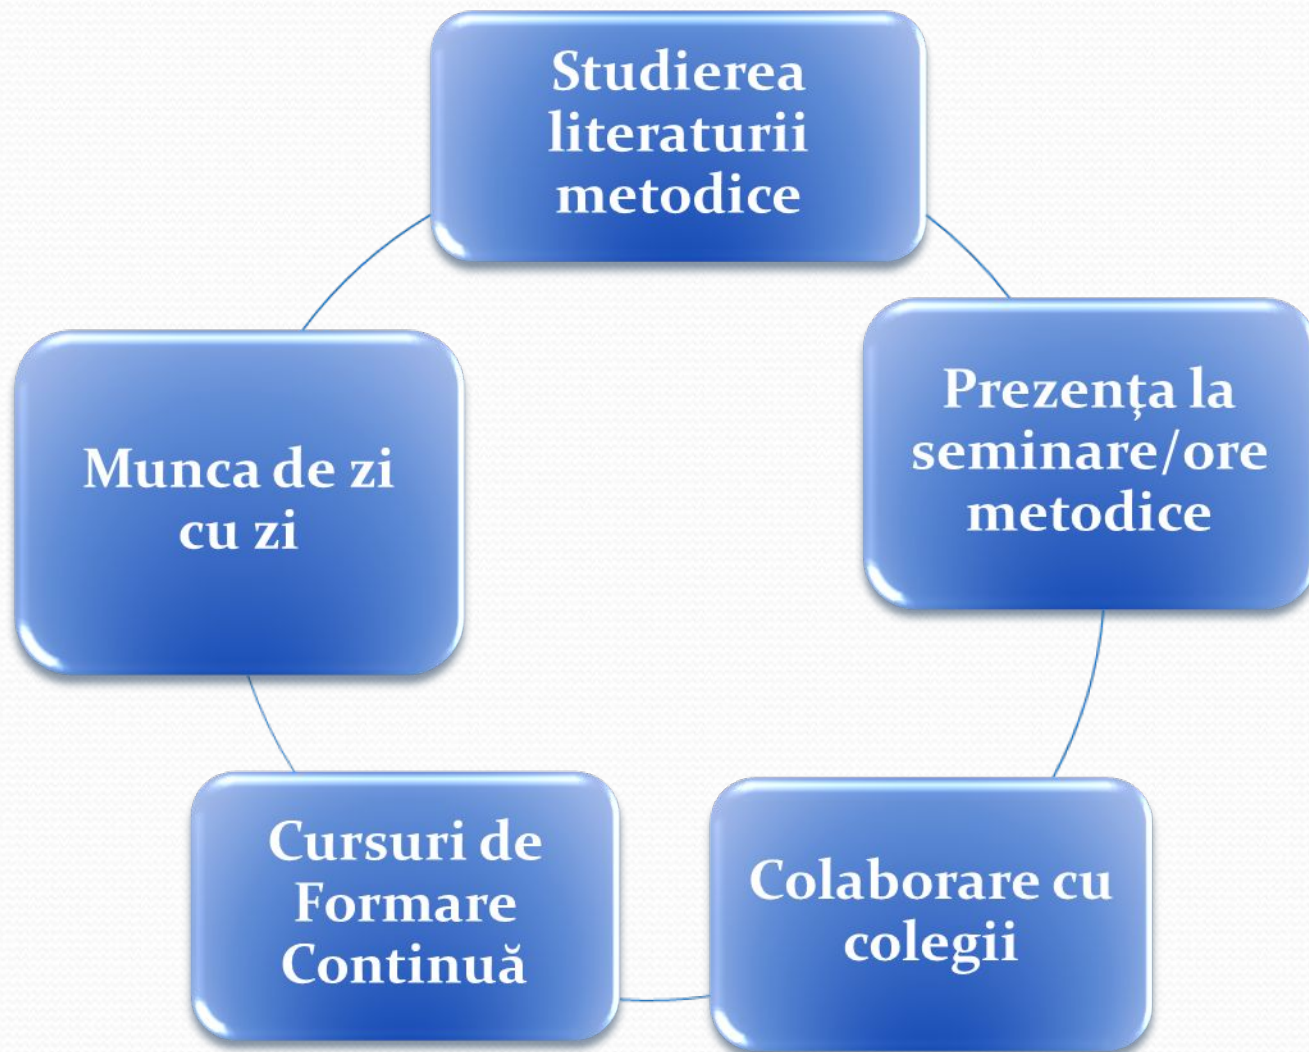 Studierea
literaturii
metodice
Prezenţa la
seminare/ore
metodice
Colaborare cu
colegii
Cursuri de
Formare
Continuă
Munca de zi
cu zi